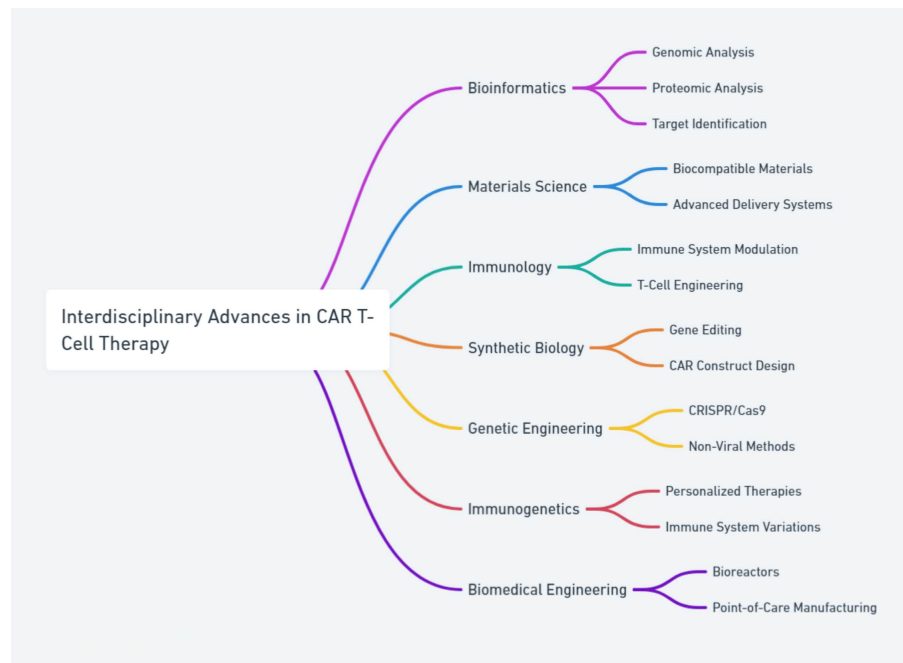 Interdisciplinary Advances in CAR T-
Cell Therapy
Bioinformatics
Genomic Analysis
Proteomic Analysis
Target Identification
Materials Science
Biocompatible Materials
Advanced Delivery Systems
Immunology
Immune System Modulation
T-Cell Engineering
Synthetic Biology
Gene Editing
CAR Construct Design
Genetic Engineering
CRISPR/Cas9
Non-Viral Methods
Immunogenetics
Personalized Therapies
Immune System Variations
Biomedical Engineering
Bioreactors
Point-of-Care Manufacturing